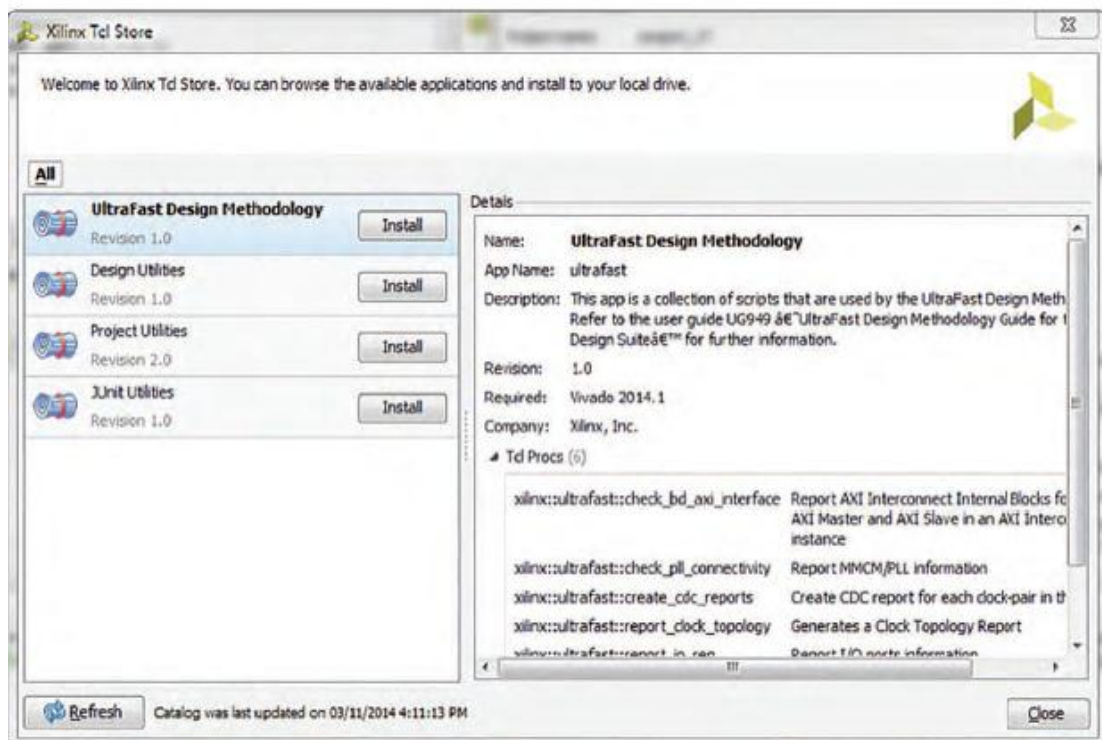 Xilinx Tcl Store
Welcome to Xilinx Tcl Store. You can browse the available applications and install to your local drive.
All
UltraFast Design Methodology
Revision 1.0
Install
Design Utilities
Revision 1.0
Install
Project Utilities
Revision 2.0
Install
JUnit Utilities
Revision 1.0
Install
Details
Name: UltraFast Design Methodology
App Name: ultrafast
Description: This app is a collection of scripts that are used by the UltraFast Design Meth
Refer to the user guide UG949 â€˜UltraFast Design Methodology Guide for t
Design Suiteâ€™ for further information.
Revision: 1.0
Required: Vivado 2014.1
Company: Xilinx, Inc.
Tcl Procs (6)
xilinx::ultrafast::check_bd_axi_interface Report AXI Interconnect Internal Blocks fo
AXI Master and AXI Slave in an AXI Interco
instance
xilinx::ultrafast::check_pll_connectivity Report MMCM/PLL information
xilinx::ultrafast::create_cdc_reports Create CDC report for each clock-pair in th
xilinx::ultrafast::report_clock_topology Generates a Clock Topology Report
xilinx::ultrafast::report_io_reg Report I/O ports information
Refresh
Catalog was last updated on 03/11/2014 4:11:13 PM
Close